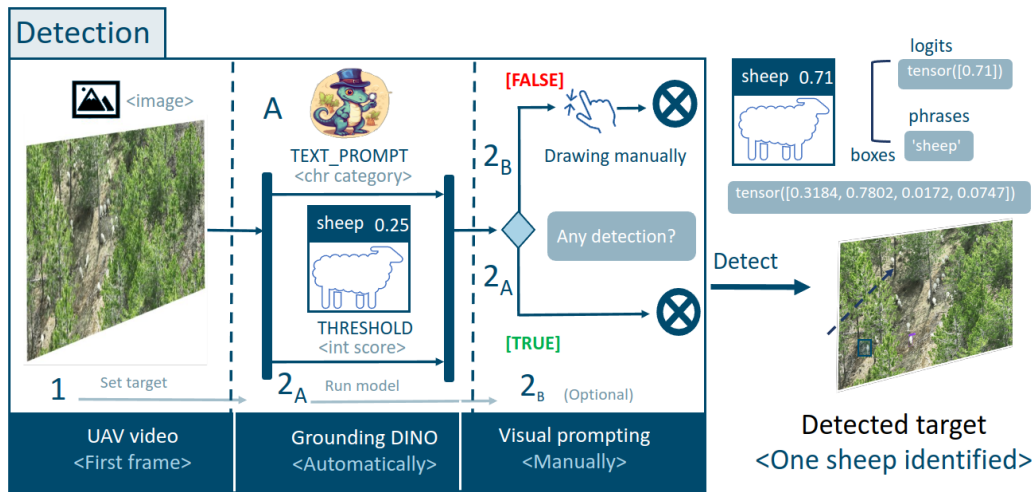 Detection
<image>
A
TEXT_PROMPT
<chr category>
sheep 0.25
THRESHOLD
<int score>
[FALSE]
2B
Drawing manually
Any detection?
2A
[TRUE]
1 Set target
2A Run model
2B (Optional)
UAV video
<First frame>
Grounding DINO
<Automatically>
Visual prompting
<Manually>
sheep 0.71
logits
tensor([0.71])
phrases
'sheep'
boxes
tensor([0.3184, 0.7802, 0.0172, 0.0747])
Detect
Detected target
<One sheep identified>